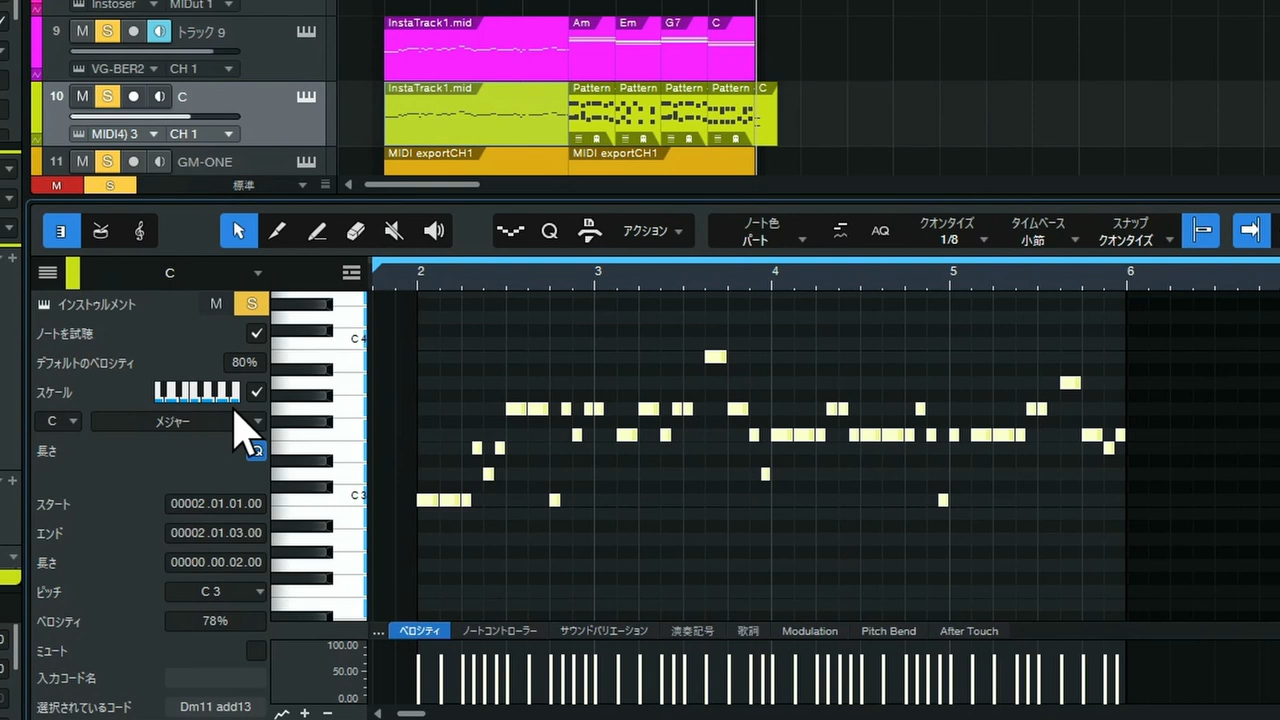 Instoser MIDut 1
9 M S トラック 9
VG-BER2 CH 1
10 M S C
MIDI4) 3 CH 1
11 M S GM-ONE
M S 標準
InstaTrack1.mid Am Em G7 C
InstaTrack1.mid Pattern Pattern Pattern Pattern C
MIDI exportCH1 MIDI exportCH1
Q アクション
ノート色
パート
AQ
クオンタイズ
1/8
タイムベース
小節
スナップ
クオンタイズ
C
2 3 4 5 6
インストゥルメント M S
ノートを試聴
デフォルトのベロシティ 80%
スケール
C メジャー
長さ Q
スタート 00002.01.01.00
エンド 00002.01.03.00
長さ 00000.00.02.00
ピッチ C 3
ベロシティ 78%
ミュート
入力コード名
選択されているコード Dm11 add13
C 4
C 3
... ベロシティ ノートコントローラー サウンドバリエーション 演奏記号 歌詞 Modulation Pitch Bend After Touch
100.00
50.00
0.00